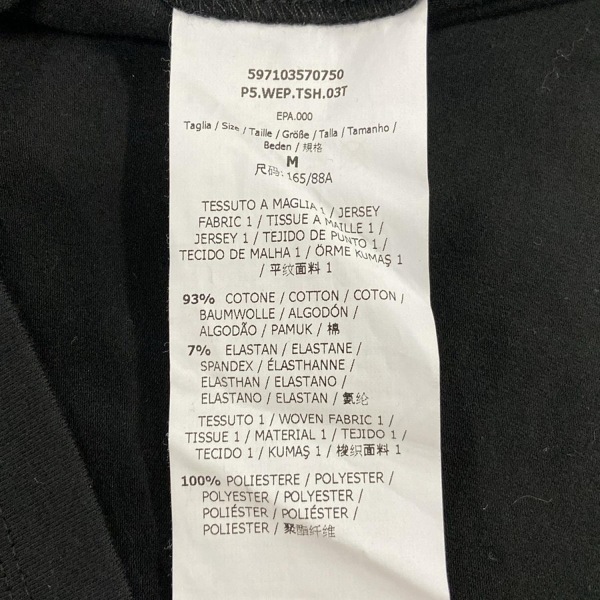 597103570750
P5.WEP.TSH.03T
EPA.000
Taglia / Size / Taille / Größe / Talla / Tamanho /
Beden / 规格
M
尺码: 165/88A
TESSUTO A MAGLIA 1 / JERSEY
FABRIC 1 / TISSUE A MAILLE 1 /
JERSEY 1 / TEJIDO DE PUNTO 1 /
TECIDO DE MALHA 1 / ÖRME KUMAŞ 1
/ 平纹面料 1
93% COTONE / COTTON / COTON /
BAUMWOLLE / ALGODÓN /
ALGODÃO / PAMUK / 棉
7% ELASTAN / ELASTANE /
SPANDEX / ÉLASTHANNE /
ELASTHAN / ELASTANO /
ELASTANO / ELASTAN / 氨纶
TESSUTO 1 / WOVEN FABRIC 1 /
TISSUE 1 / MATERIAL 1 / TEJIDO 1 /
TECIDO 1 / KUMAŞ 1 / 梭织面料 1
100% POLIESTERE / POLYESTER /
POLYESTER / POLYESTER /
POLIÉSTER / POLIÉSTER /
POLIESTER / 聚酯纤维